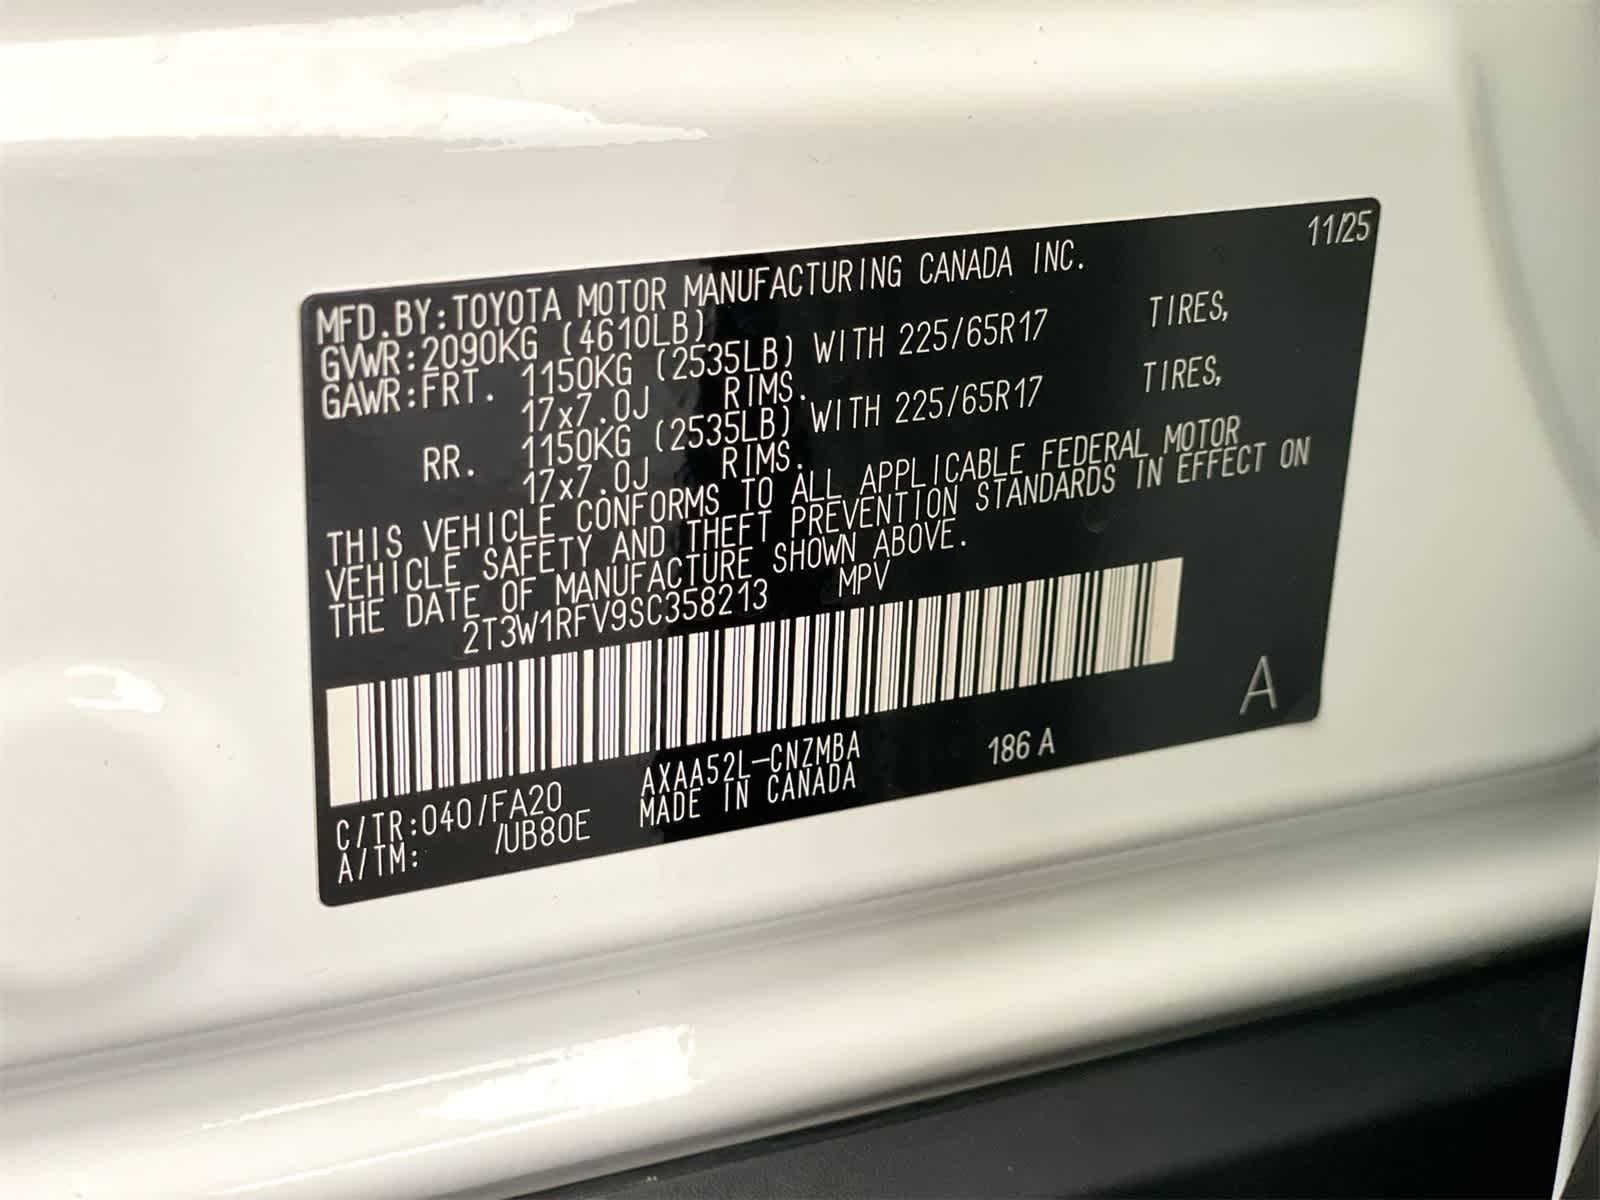 11/25
MFD.BY:TOYOTA MOTOR MANUFACTURING CANADA INC.
GVWR:2090KG (4610LB)
GAWR:FRT. 1150KG (2535LB) WITH 225/65R17 TIRES,
17x7.0J RIMS.
RR. 1150KG (2535LB) WITH 225/65R17 TIRES,
17x7.0J RIMS.
THIS VEHICLE CONFORMS TO ALL APPLICABLE FEDERAL MOTOR
VEHICLE SAFETY AND THEFT PREVENTION STANDARDS IN EFFECT ON
THE DATE OF MANUFACTURE SHOWN ABOVE.
2T3W1RFV9SC358213 MPV
A
C/TR:040/FA20 AXAA52L-CNZMBA 186 A
A/TM: /UB80E MADE IN CANADA